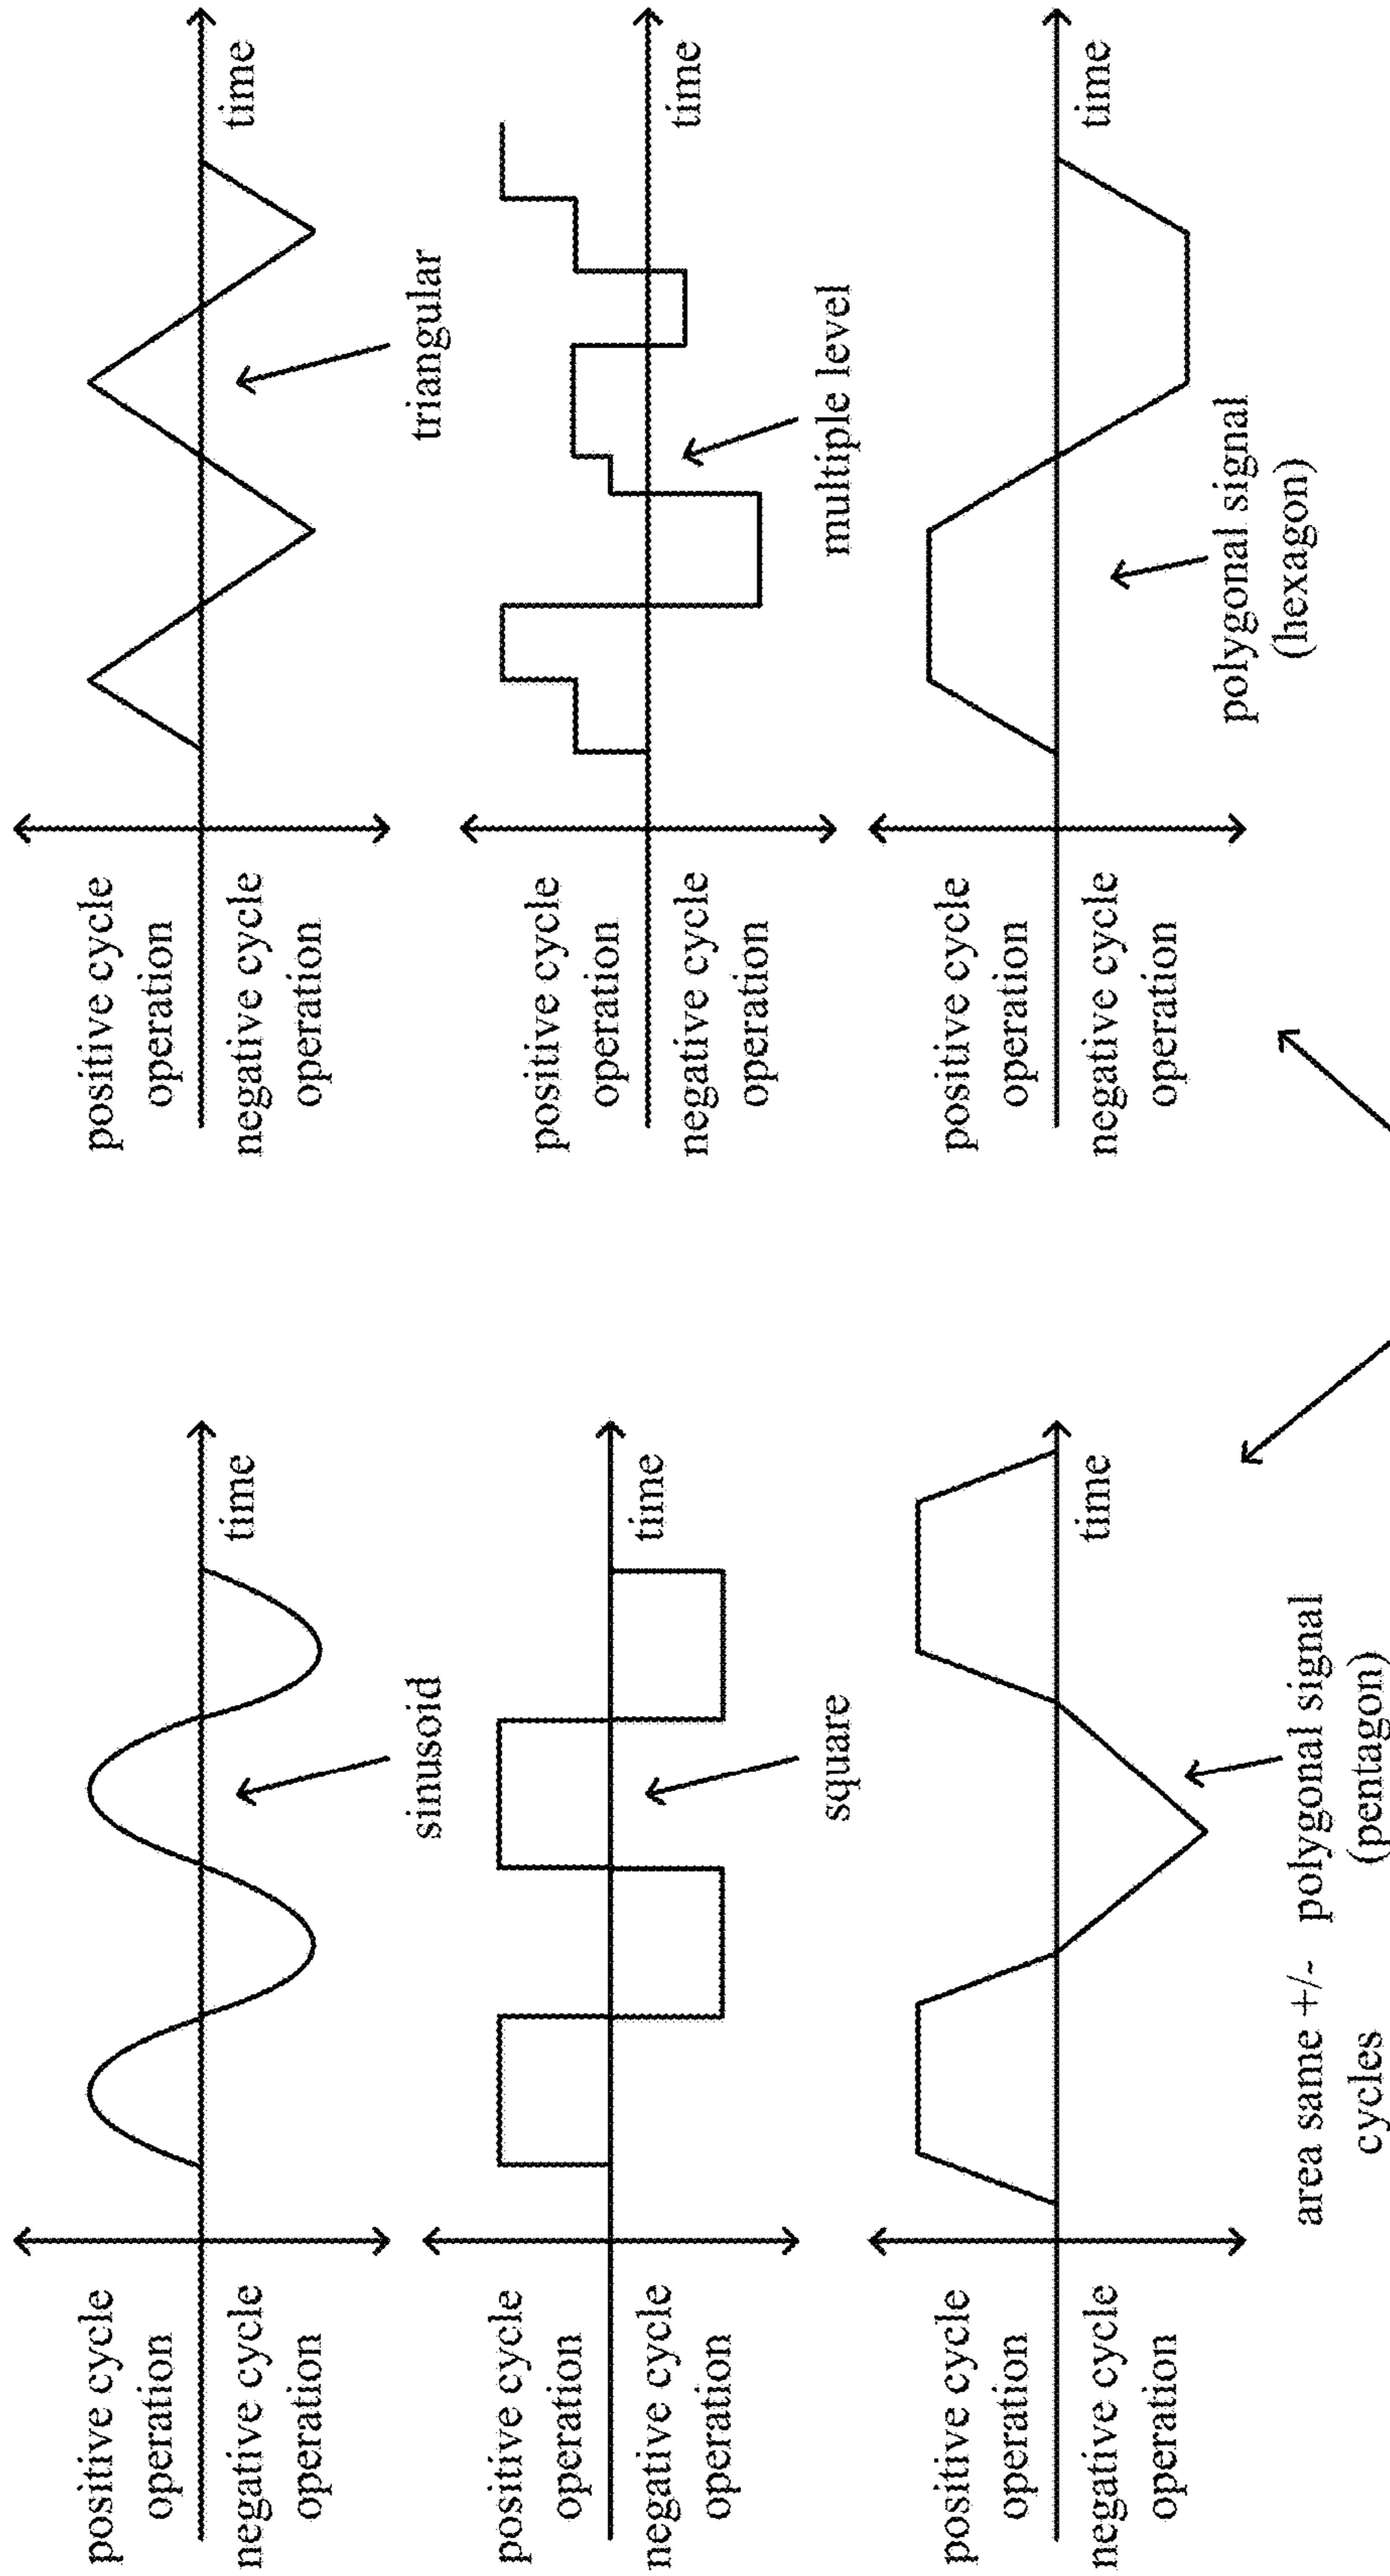 positive cycle
operation
negative cycle
operation
time
sinusoid
positive cycle
operation
negative cycle
operation
time
square
positive cycle
operation
negative cycle
operation
time
area same +/-
cycles
polygonal signal
(pentagon)
positive cycle
operation
negative cycle
operation
time
triangular
positive cycle
operation
negative cycle
operation
time
multiple level
positive cycle
operation
negative cycle
operation
time
polygonal signal
(hexagon)